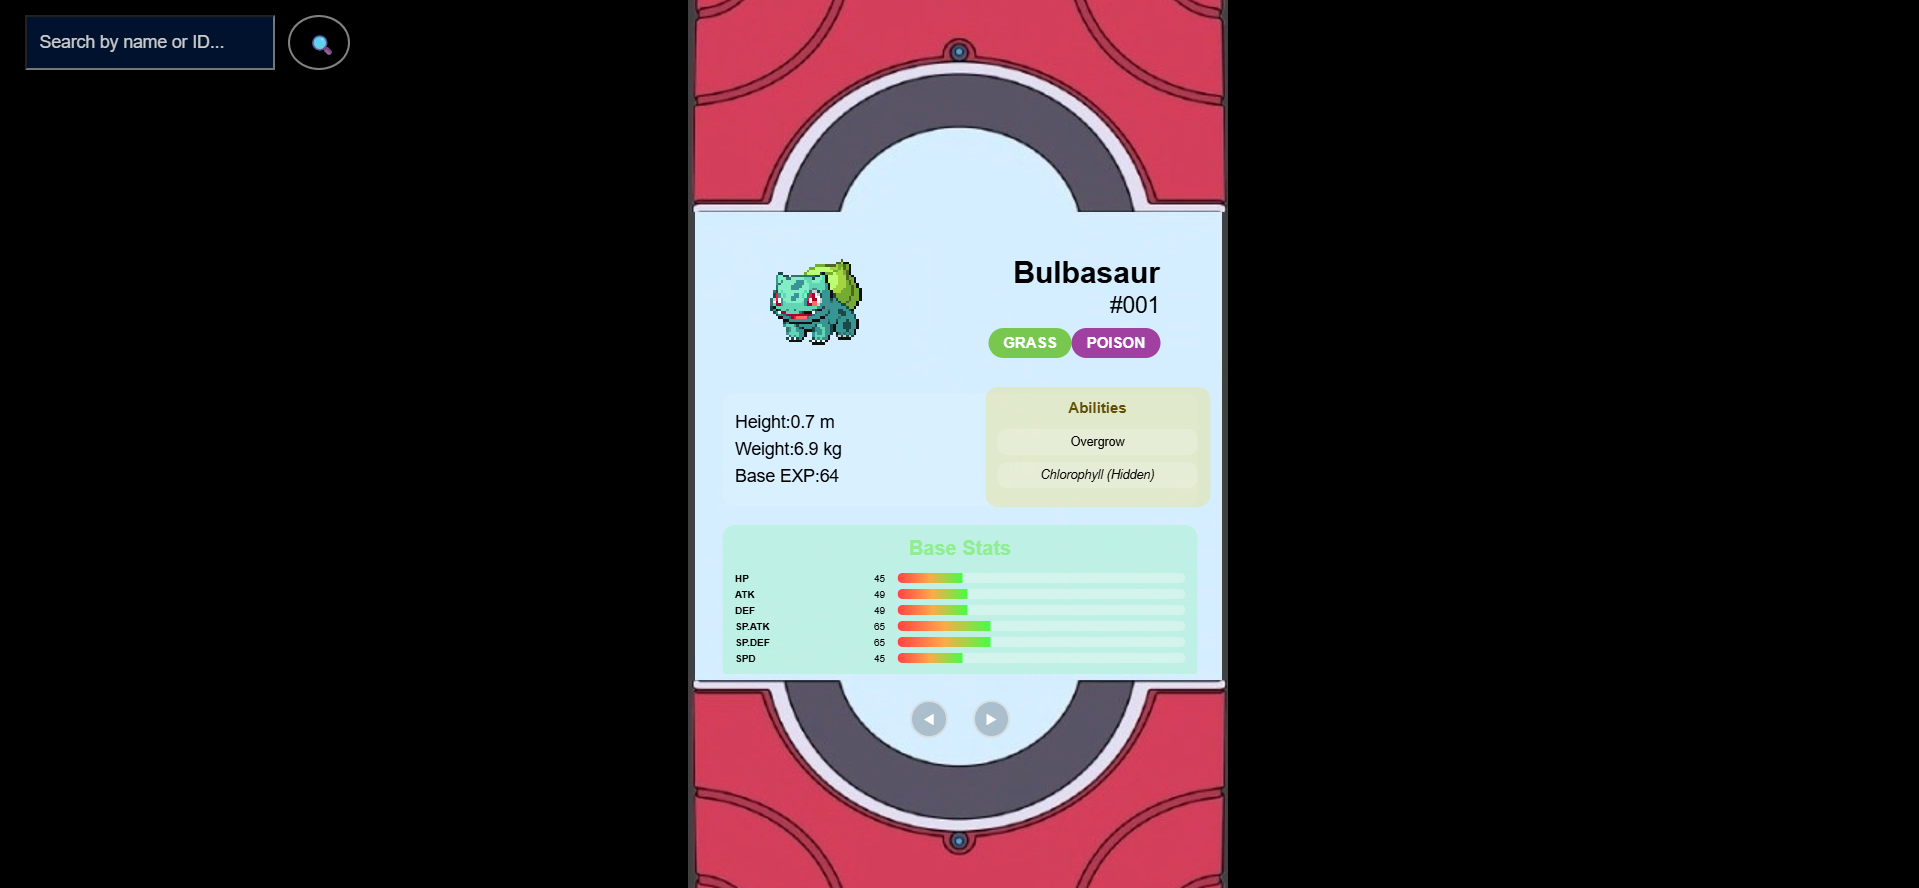 Search by name or ID...
Bulbasaur
#001
GRASS POISON
Height:0.7 m
Weight:6.9 kg
Base EXP:64
Abilities
Overgrow
Chlorophyll (Hidden)
Base Stats
HP 45
ATK 49
DEF 49
SP.ATK 65
SP.DEF 65
SPD 45